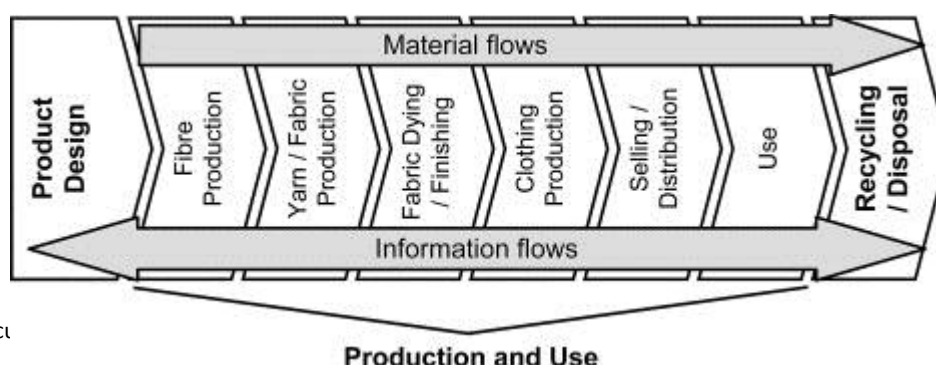 Material flows
Product
Design
Fibre
Production
Yarn / Fabric
Production
Fabric Dying
/ Finishing
Clothing
Production
Selling /
Distribution
Use
Recycling
/ Disposal
Information flows
Production and Use